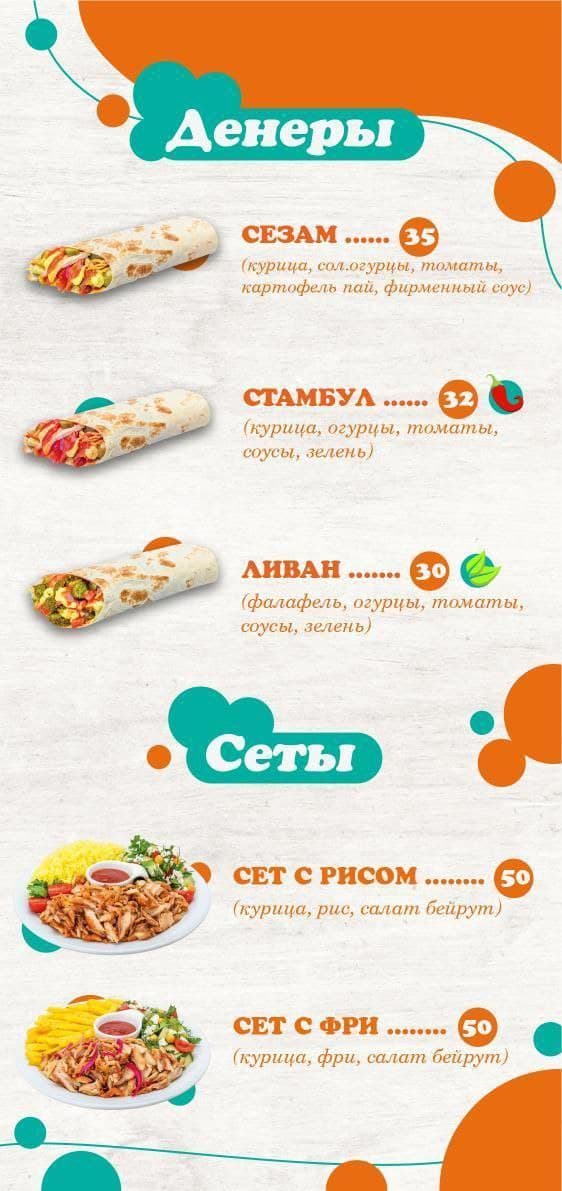 Денеры
СЕЗАМ ...... 35
(курица, сол.огурцы, томаты,
картофель пай, фирменный соус)
СТАМБУЛ ...... 32
(курица, огурцы, томаты,
соусы, зелень)
ЛИВАН ....... 30
(фалафель, огурцы, томаты,
соусы, зелень)
Сеты
СЕТ С РИСОМ ........ 50
(курица, рис, салат бейрут)
СЕТ С ФРИ ........ 50
(курица, фри, салат бейрут)